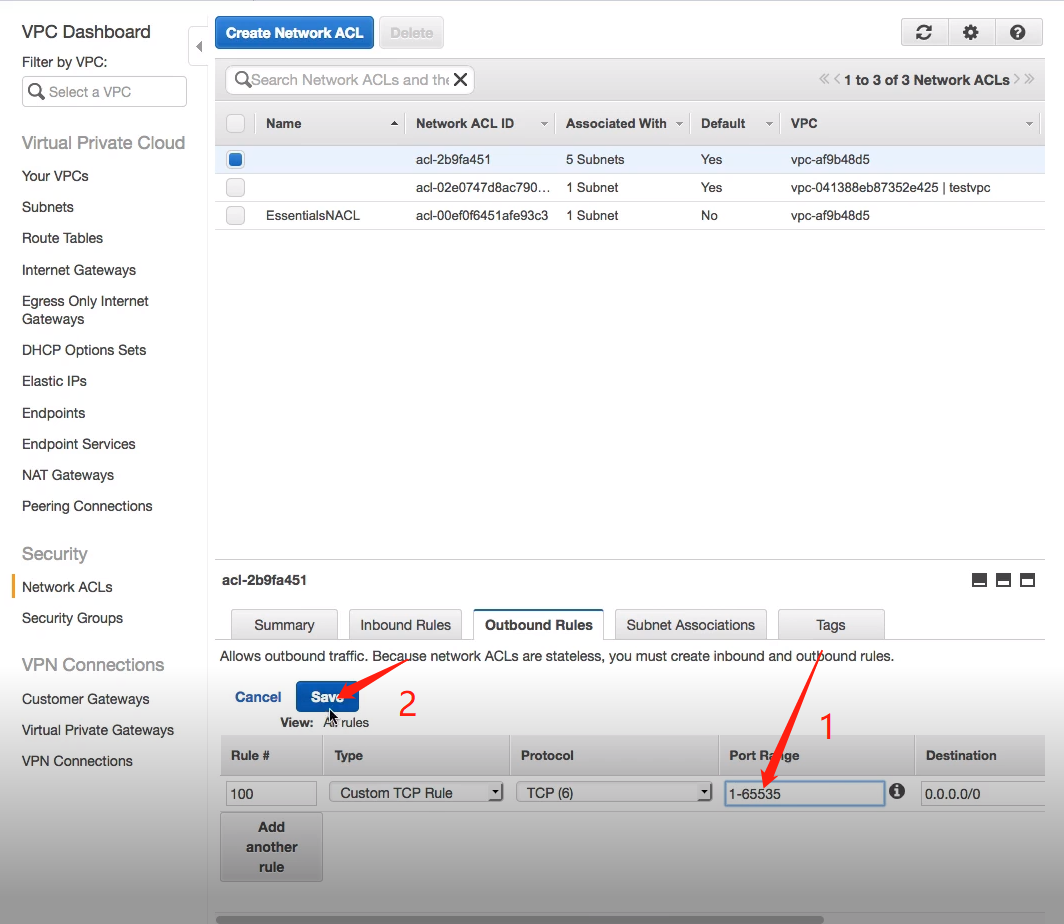 VPC Dashboard
Filter by VPC:
Select a VPC
Virtual Private Cloud
Your VPCs
Subnets
Route Tables
Internet Gateways
Egress Only Internet
Gateways
DHCP Options Sets
Elastic IPs
Endpoints
Endpoint Services
NAT Gateways
Peering Connections
Security
Network ACLs
Security Groups
VPN Connections
Customer Gateways
Virtual Private Gateways
VPN Connections
Create Network ACL Delete
Search Network ACLs and the
1 to 3 of 3 Network ACLs
Name Network ACL ID Associated With Default VPC
acl-2b9fa451 5 Subnets Yes vpc-af9b48d5
acl-02e0747d8ac790... 1 Subnet Yes vpc-041388eb87352e425 | testvpc
EssentialsNACL acl-00ef0f6451afe93c3 1 Subnet No vpc-af9b48d5
acl-2b9fa451
Summary Inbound Rules Outbound Rules Subnet Associations Tags
Allows outbound traffic. Because network ACLs are stateless, you must create inbound and outbound rules.
Cancel Save 2
1
View: All rules
Rule # Type Protocol Port Range Destination
100 Custom TCP Rule TCP (6) 1-65535 0.0.0.0/0
Add
another
rule